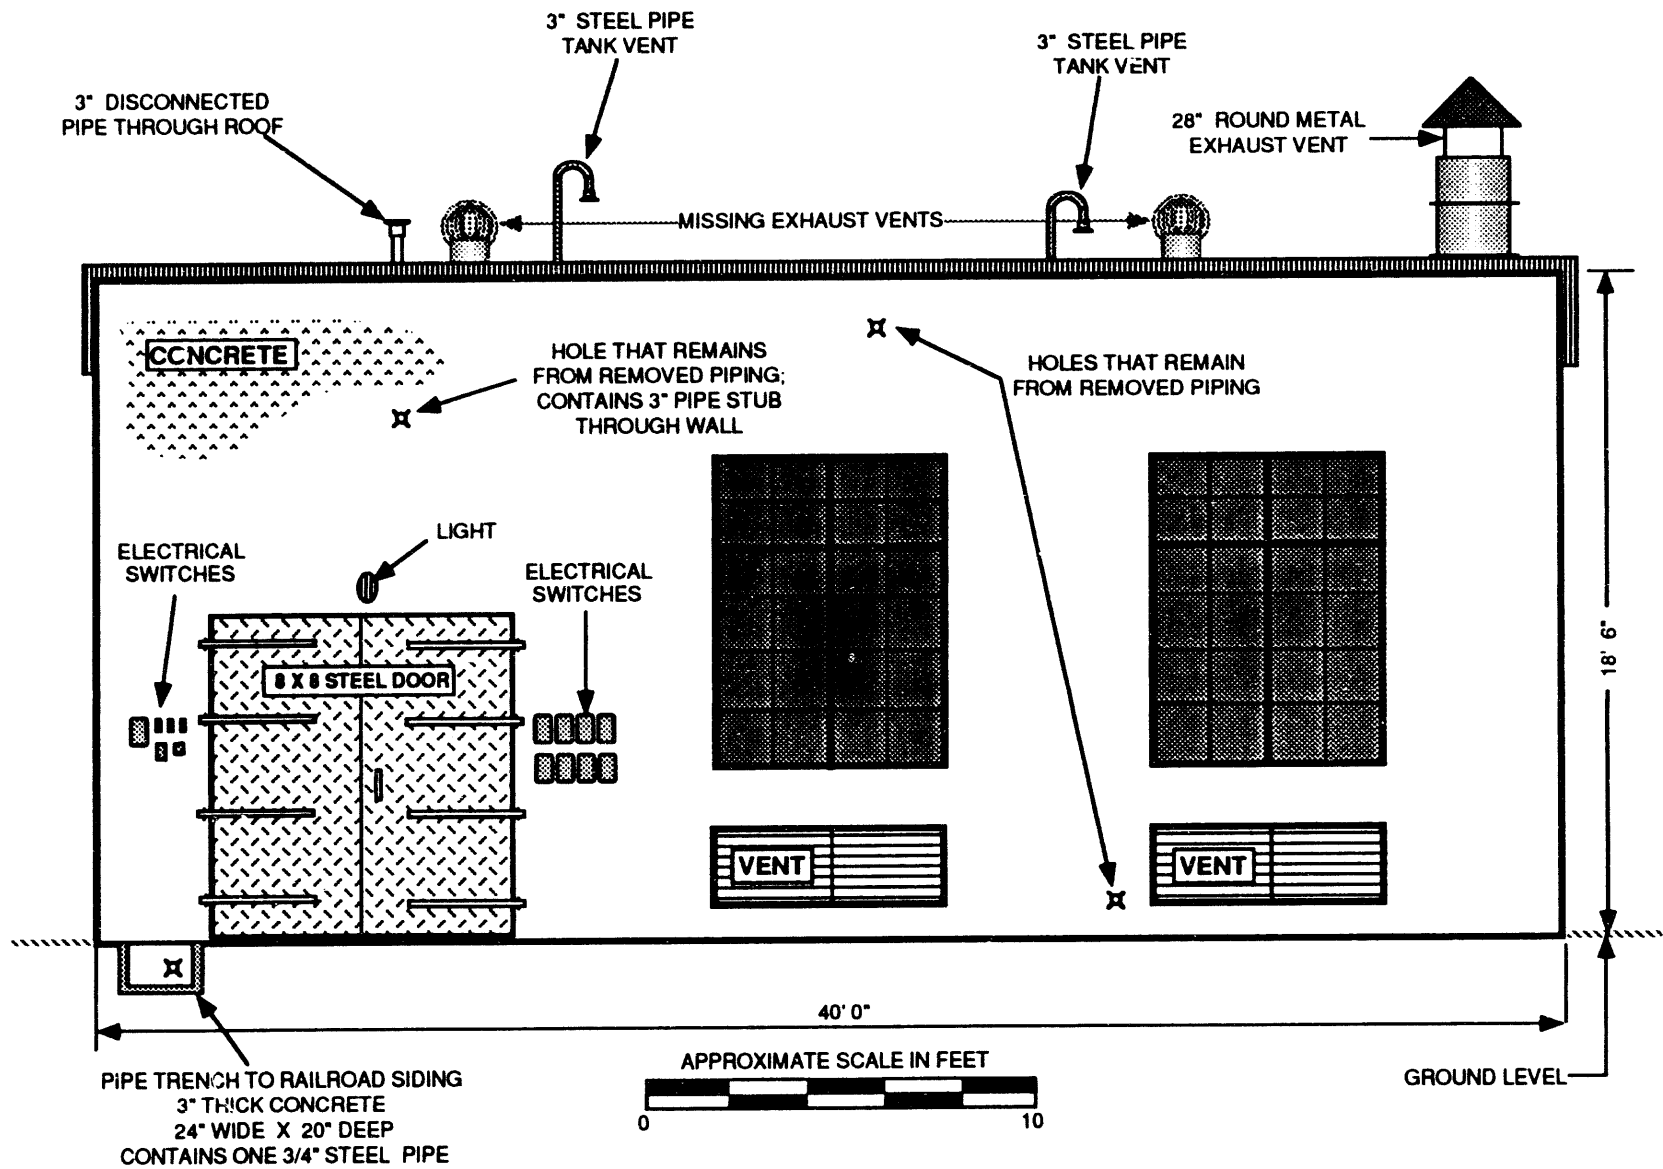 3" STEEL PIPE
TANK VENT
3" STEEL PIPE
TANK VENT
3" DISCONNECTED
PIPE THROUGH ROOF
28" ROUND METAL
EXHAUST VENT
MISSING EXHAUST VENTS
CONCRETE
HOLE THAT REMAINS
FROM REMOVED PIPING;
CONTAINS 3" PIPE STUB
THROUGH WALL
HOLES THAT REMAIN
FROM REMOVED PIPING
LIGHT
ELECTRICAL
SWITCHES
ELECTRICAL
SWITCHES
18' 6"
8 X 8 STEEL DOOR
VENT
VENT
40' 0"
APPROXIMATE SCALE IN FEET
0
10
GROUND LEVEL
PIPE TRENCH TO RAILROAD SIDING
3" THICK CONCRETE
24" WIDE X 20" DEEP
CONTAINS ONE 3/4" STEEL PIPE